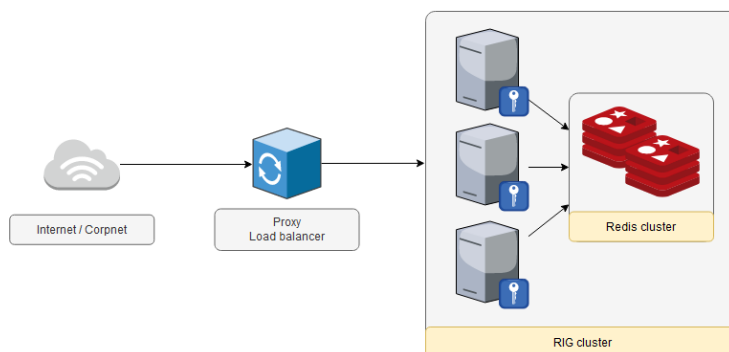 Internet / Corpnet
Proxy
Load balancer
Redis cluster
RIG cluster